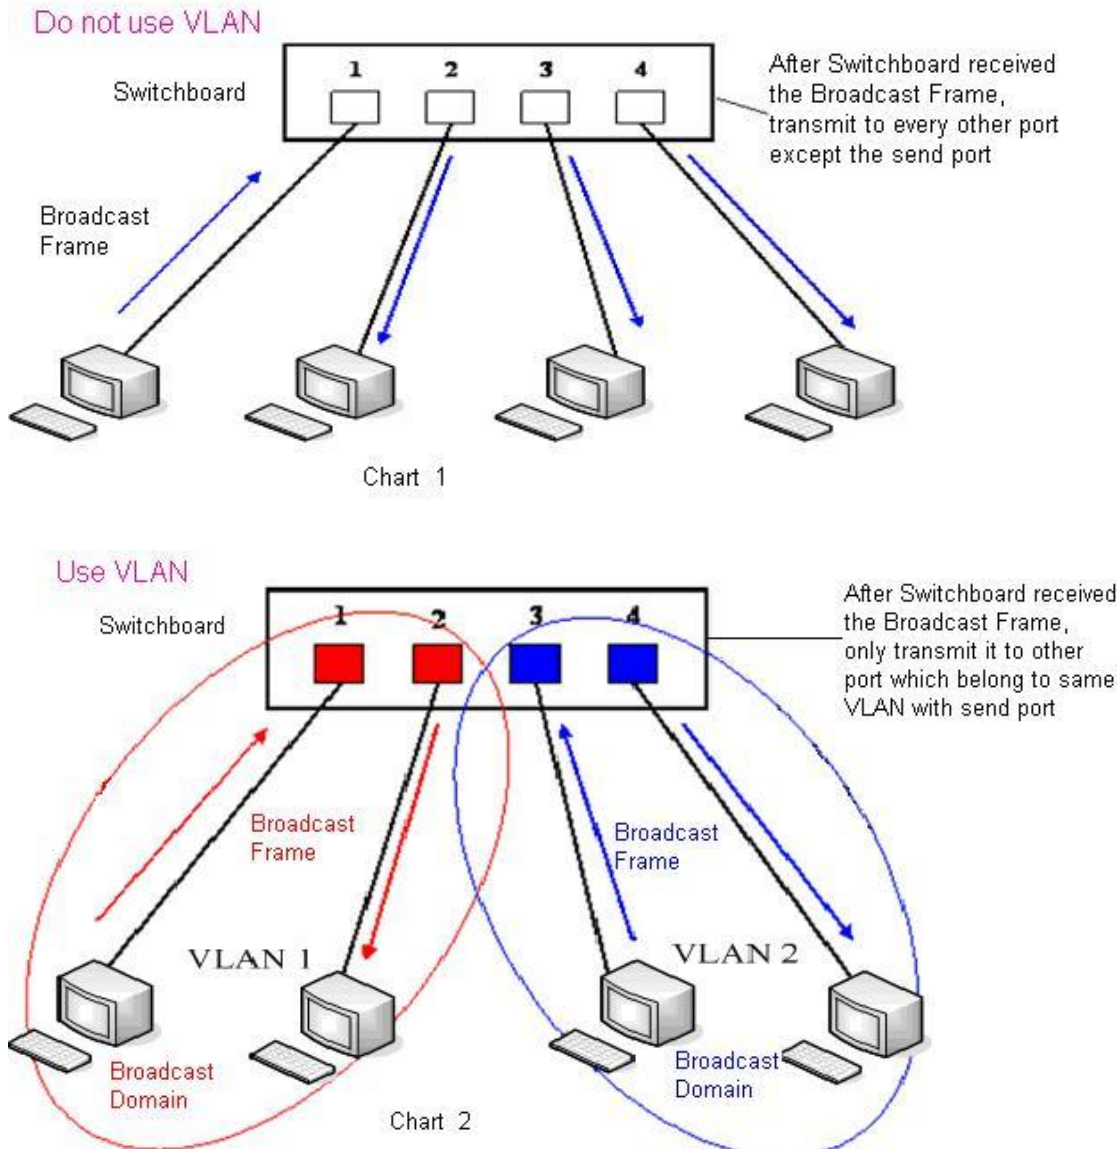 Do not use VLAN
1 2 3 4
Switchboard
After Switchboard received
the Broadcast Frame,
transmit to every other port
except the send port
Broadcast
Frame
Chart 1
Use VLAN
1 2 3 4
Switchboard
After Switchboard received
the Broadcast Frame,
only transmit it to other
port which belong to same
VLAN with send port
Broadcast
Frame
Broadcast
Frame
VLAN 1
VLAN 2
Broadcast
Domain
Broadcast
Domain
Chart 2